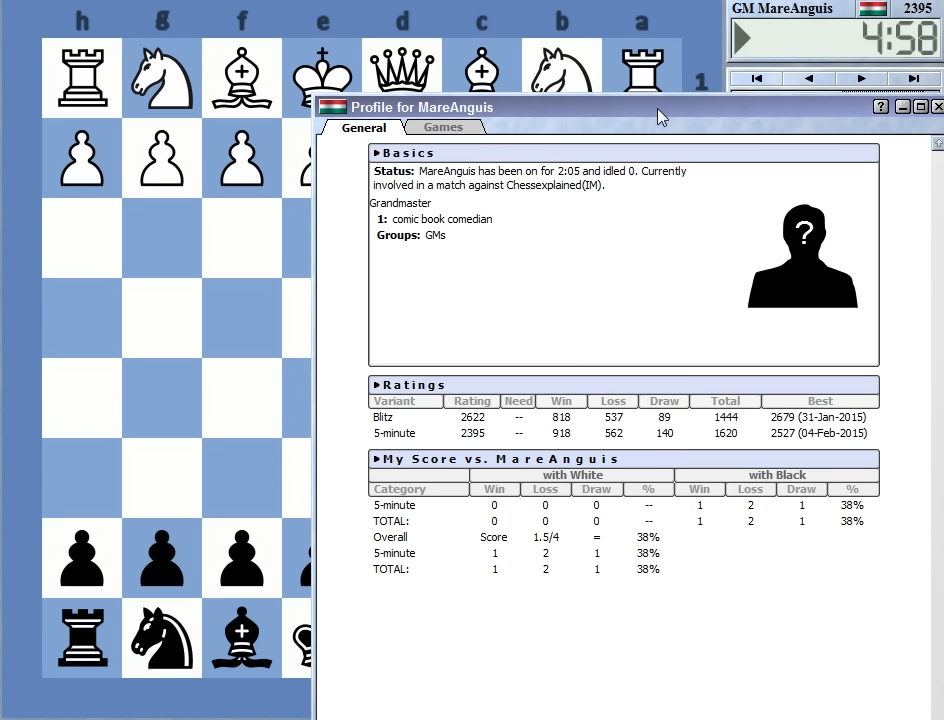 h g f e d c b a
GM MareAnguis 2395
4:58
1
Profile for MareAnguis
?
General Games
Basics
Status: MareAnguis has been on for 2:05 and idled 0. Currently
involved in a match against Chessexplained(IM).
Grandmaster
1: comic book comedian
Groups: GMs
?
Ratings
Variant Rating Need Win Loss Draw Total Best
Blitz 2622 -- 818 537 89 1444 2679 (31-Jan-2015)
5-minute 2395 -- 918 562 140 1620 2527 (04-Feb-2015)
My Score vs. MareAnguis
with White with Black
Category Win Loss Draw % Win Loss Draw %
5-minute 0 0 0 -- 1 2 1 38%
TOTAL: 0 0 0 -- 1 2 1 38%
Overall Score 1.5/4 = 38%
5-minute 1 2 1 38%
TOTAL: 1 2 1 38%